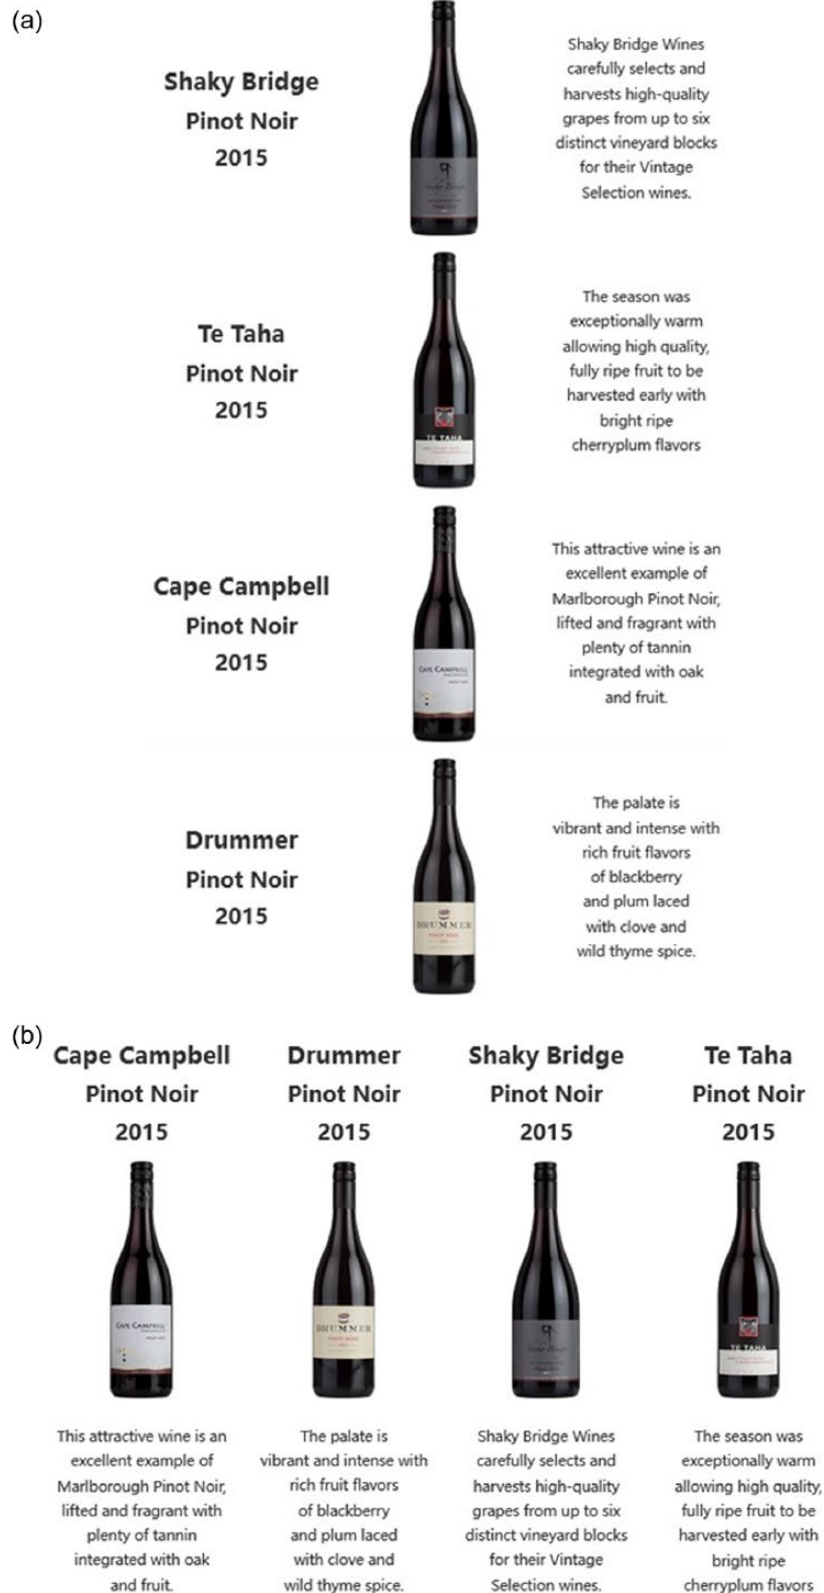 (a)
Shaky Bridge
Pinot Noir
2015
Shaky Bridge Wines
carefully selects and
harvests high-quality
grapes from up to six
distinct vineyard blocks
for their Vintage
Selection wines.
Te Taha
Pinot Noir
2015
TE TAHA
The season was
exceptionally warm
allowing high quality,
fully ripe fruit to be
harvested early with
bright ripe
cherryplum flavors
Cape Campbell
Pinot Noir
2015
CAPE CAMPBELL
This attractive wine is an
excellent example of
Marlborough Pinot Noir,
lifted and fragrant with
plenty of tannin
integrated with oak
and fruit.
Drummer
Pinot Noir
2015
DRUMMER
PINOT NOIR
The palate is
vibrant and intense with
rich fruit flavors
of blackberry
and plum laced
with clove and
wild thyme spice.
(b)
Cape Campbell
Pinot Noir
2015
CAPE CAMPBELL
This attractive wine is an
excellent example of
Marlborough Pinot Noir,
lifted and fragrant with
plenty of tannin
integrated with oak
and fruit.
Drummer
Pinot Noir
2015
DRUMMER
PINOT NOIR
The palate is
vibrant and intense with
rich fruit flavors
of blackberry
and plum laced
with clove and
wild thyme spice.
Shaky Bridge
Pinot Noir
2015
Shaky Bridge
Shaky Bridge Wines
carefully selects and
harvests high-quality
grapes from up to six
distinct vineyard blocks
for their Vintage
Selection wines.
Te Taha
Pinot Noir
2015
TE TAHA
The season was
exceptionally warm
allowing high quality,
fully ripe fruit to be
harvested early with
bright ripe
cherryplum flavors